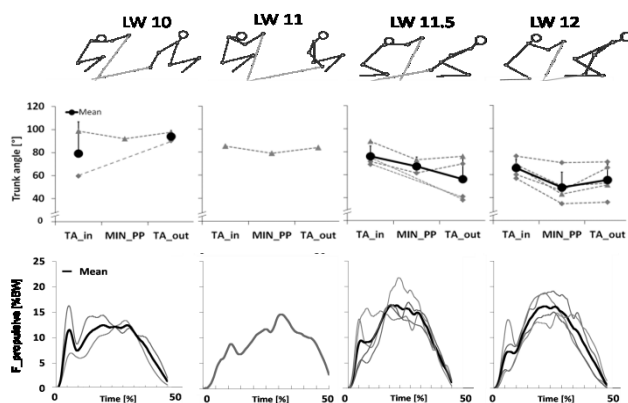 LW 10 LW 11 LW 11.5 LW 12
Trunk angle [°]
120
100
80
60
40
0
Mean
TA_in MIN_PP TA_out TA_in MIN_PP TA_out TA_in MIN_PP TA_out TA_in MIN_PP TA_out
F_propulsive [%BW]
25
20
15
10
5
0
Mean
0 Time [%] 50 0 Time [%] 50 0 Time [%] 50 0 Time [%] 50